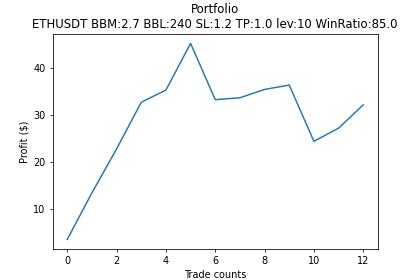 Portfolio
ETHUSDT BBM:2.7 BBL:240 SL:1.2 TP:1.0 lev:10 WinRatio:85.0
Profit ($)
40
30
20
10
0 2 4 6 8 10 12
Trade counts